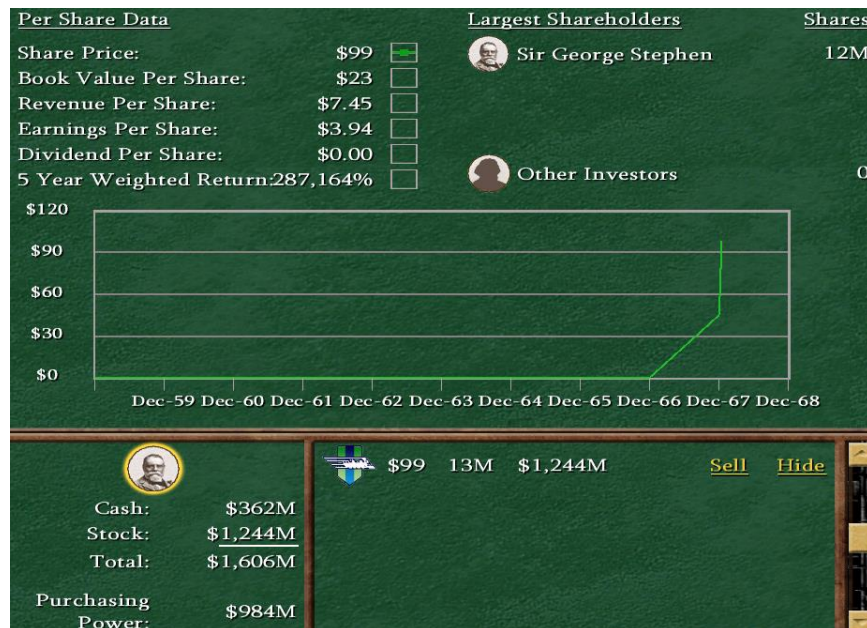 Per Share Data
Largest Shareholders
Shares
Share Price: $99
Sir George Stephen 12M
Book Value Per Share: $23
Revenue Per Share: $7.45
Earnings Per Share: $3.94
Dividend Per Share: $0.00
Other Investors 0
5 Year Weighted Return:287,164%
$120
$90
$60
$30
$0
Dec-59 Dec-60 Dec-61 Dec-62 Dec-63 Dec-64 Dec-65 Dec-66 Dec-67 Dec-68
$99 13M $1,244M Sell Hide
Cash: $362M
Stock: $1,244M
Total: $1,606M
Purchasing
Power: $984M